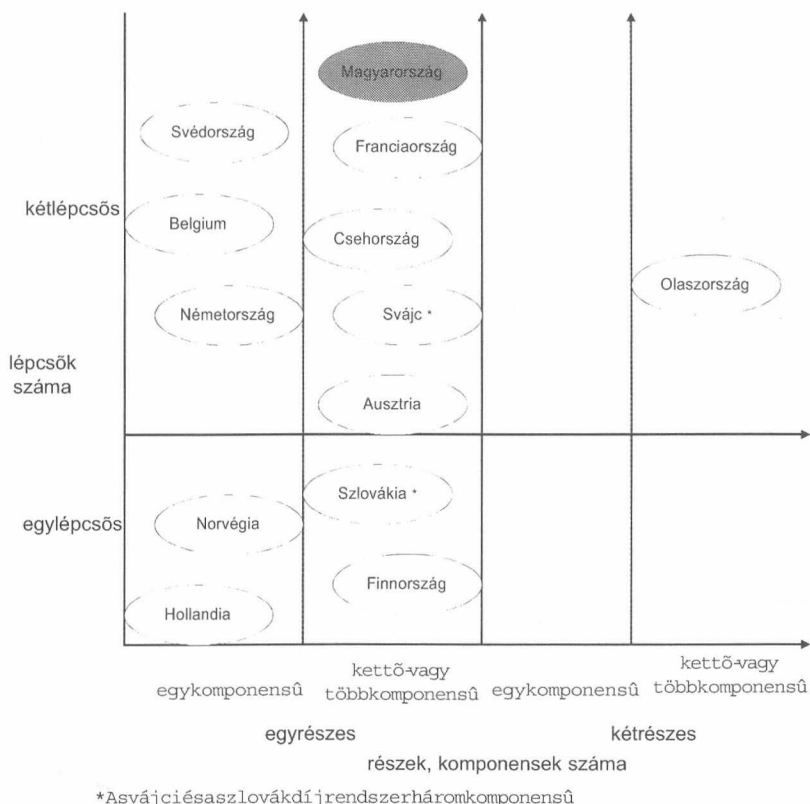 Magyarország
Svédország
Franciaország
kétlépcsős
Belgium
Csehország
Olaszország
Németország
Svájc *
lépcsők
száma
Ausztria
Szlovákia *
egylépcsős
Norvégia
Finnország
Hollandia
egykomponensû
kettõ-vagy
többkomponensû
egykomponensû
kettõ-vagy
többkomponensû
egyrészes
kétrészes
részek, komponensek száma
*Asvájciésaszlovákdíjrendszerháromkomponensû